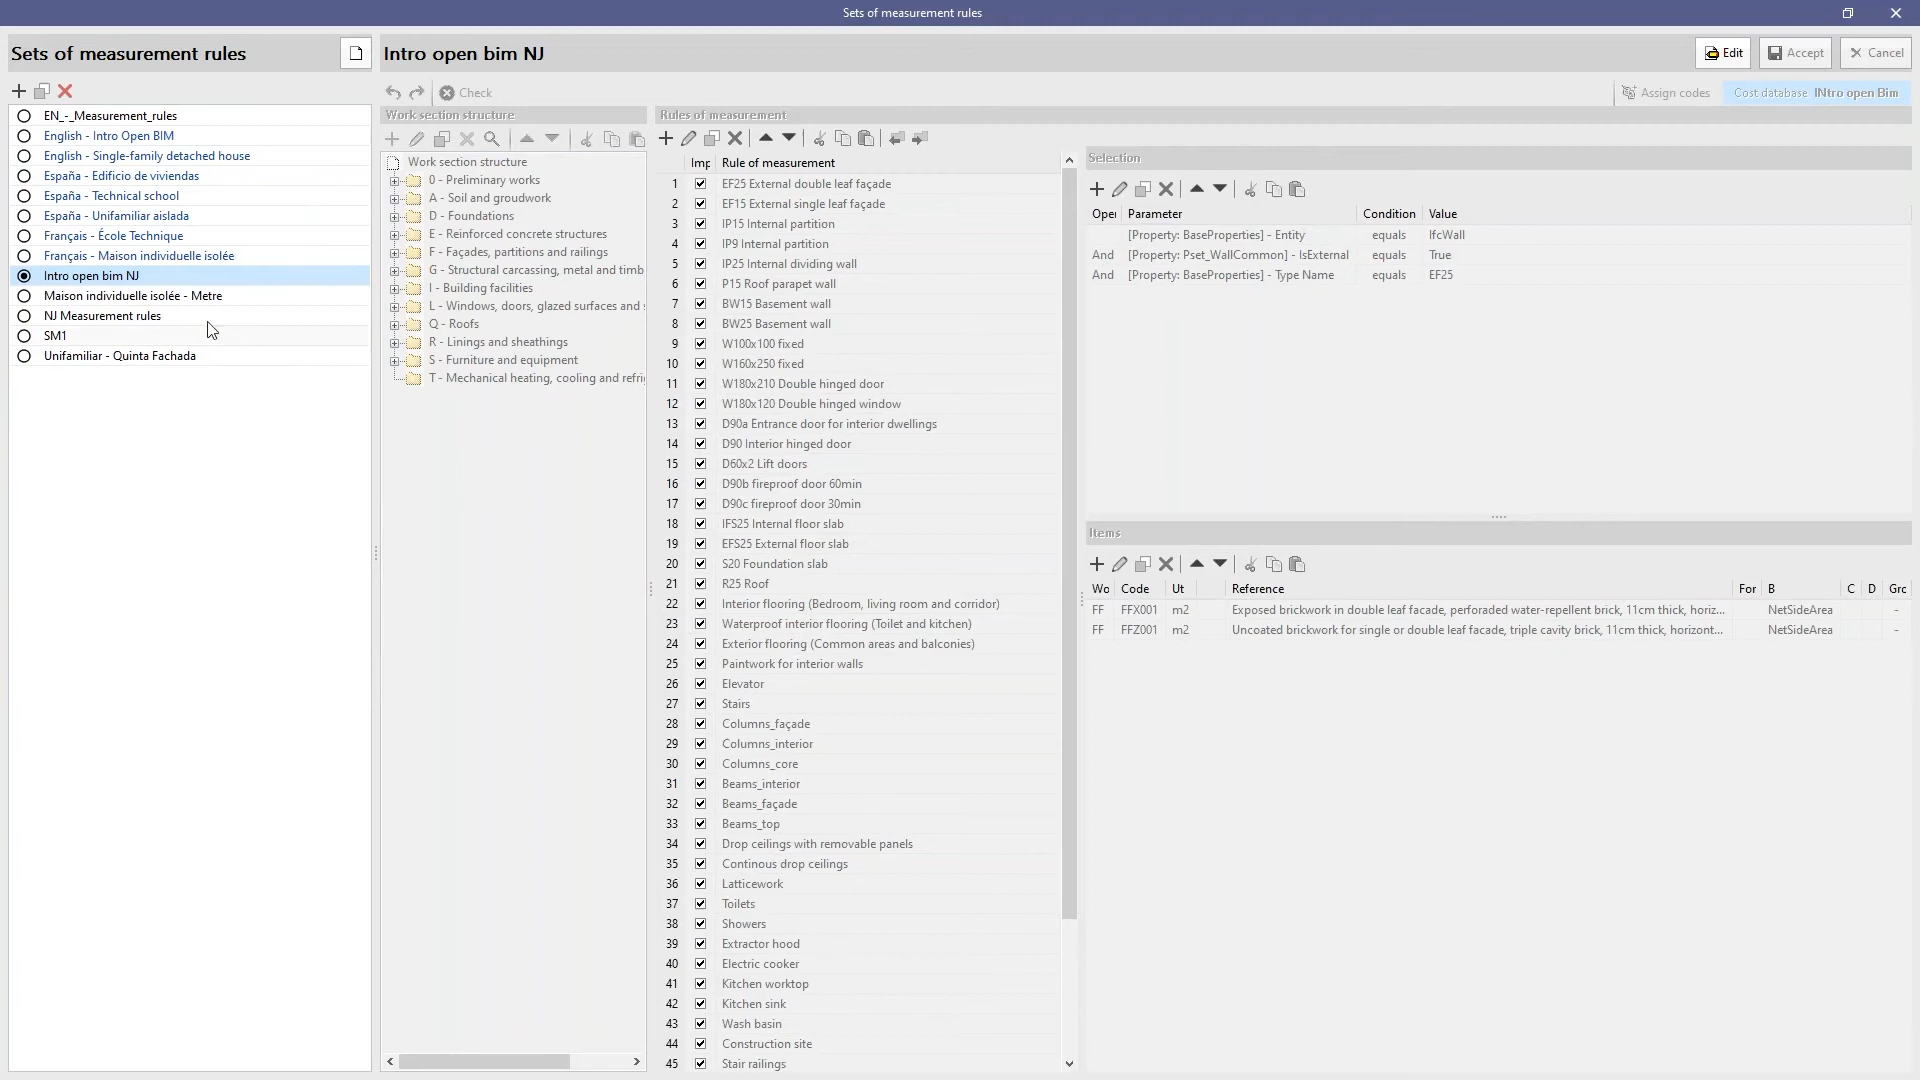 Sets of measurement rules
Sets of measurement rules
EN_-_Measurement_rules
English - Intro Open BIM
English - Single-family detached house
España - Edificio de viviendas
España - Technical school
España - Unifamiliar aislada
Français - École Technique
Français - Maison individuelle isolée
Intro open bim NJ
Maison individuelle isolée - Metre
NJ Measurement rules
SM1
Unifamiliar - Quinta Fachada
Intro open bim NJ
Edit Accept Cancel
Check
Assign codes Cost database INtro open Bim
Work section structure
Work section structure
0 - Preliminary works
A - Soil and groudwork
D - Foundations
E - Reinforced concrete structures
F - Façades, partitions and railings
G - Structural carcassing, metal and timb
I - Building facilities
L - Windows, doors, glazed surfaces and
Q - Roofs
R - Linings and sheathings
S - Furniture and equipment
T - Mechanical heating, cooling and refri
Rules of measurement
Imp Rule of measurement
1 EF25 External double leaf façade
2 EF15 External single leaf façade
3 IP15 Internal partition
4 IP9 Internal partition
5 IP25 Internal dividing wall
6 P15 Roof parapet wall
7 BW15 Basement wall
8 BW25 Basement wall
9 W100x100 fixed
10 W160x250 fixed
11 W180x210 Double hinged door
12 W180x120 Double hinged window
13 D90a Entrance door for interior dwellings
14 D90 Interior hinged door
15 D60x2 Lift doors
16 D90b fireproof door 60min
17 D90c fireproof door 30min
18 IFS25 Internal floor slab
19 EFS25 External floor slab
20 S20 Foundation slab
21 R25 Roof
22 Interior flooring (Bedroom, living room and corridor)
23 Waterproof interior flooring (Toilet and kitchen)
24 Exterior flooring (Common areas and balconies)
25 Paintwork for interior walls
26 Elevator
27 Stairs
28 Columns_façade
29 Columns_interior
30 Columns_core
31 Beams_interior
32 Beams_façade
33 Beams_top
34 Drop ceilings with removable panels
35 Continous drop ceilings
36 Latticework
37 Toilets
38 Showers
39 Extractor hood
40 Electric cooker
41 Kitchen worktop
42 Kitchen sink
43 Wash basin
44 Construction site
45 Stair railings
Selection
Oper Parameter Condition Value
[Property: BaseProperties] - Entity equals IfcWall
And [Property: Pset_WallCommon] - IsExternal equals True
And [Property: BaseProperties] - Type Name equals EF25
Items
Wo Code Ut Reference For B C D Grc
FF FFX001 m2 Exposed brickwork in double leaf facade, perforaded water-repellent brick, 11cm thick, horiz... NetSideArea -
FF FFZ001 m2 Uncoated brickwork for single or double leaf facade, triple cavity brick, 11cm thick, horizont... NetSideArea -